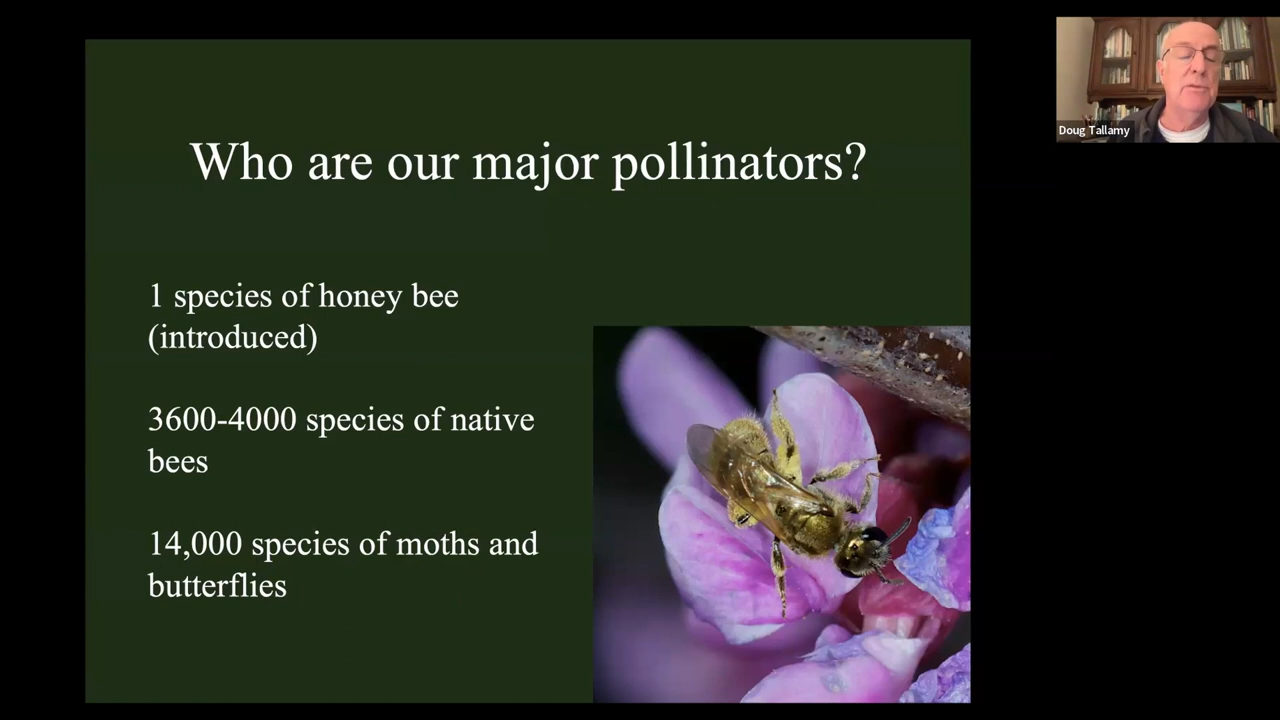 Who are our major pollinators?
1 species of honey bee
(introduced)
3600-4000 species of native
bees
14,000 species of moths and
butterflies
Doug Tallamy